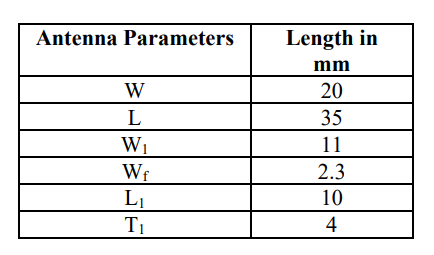 Antenna Parameters Length in
mm
W 20
L 35
W1 11
Wf 2.3
L1 10
T1 4